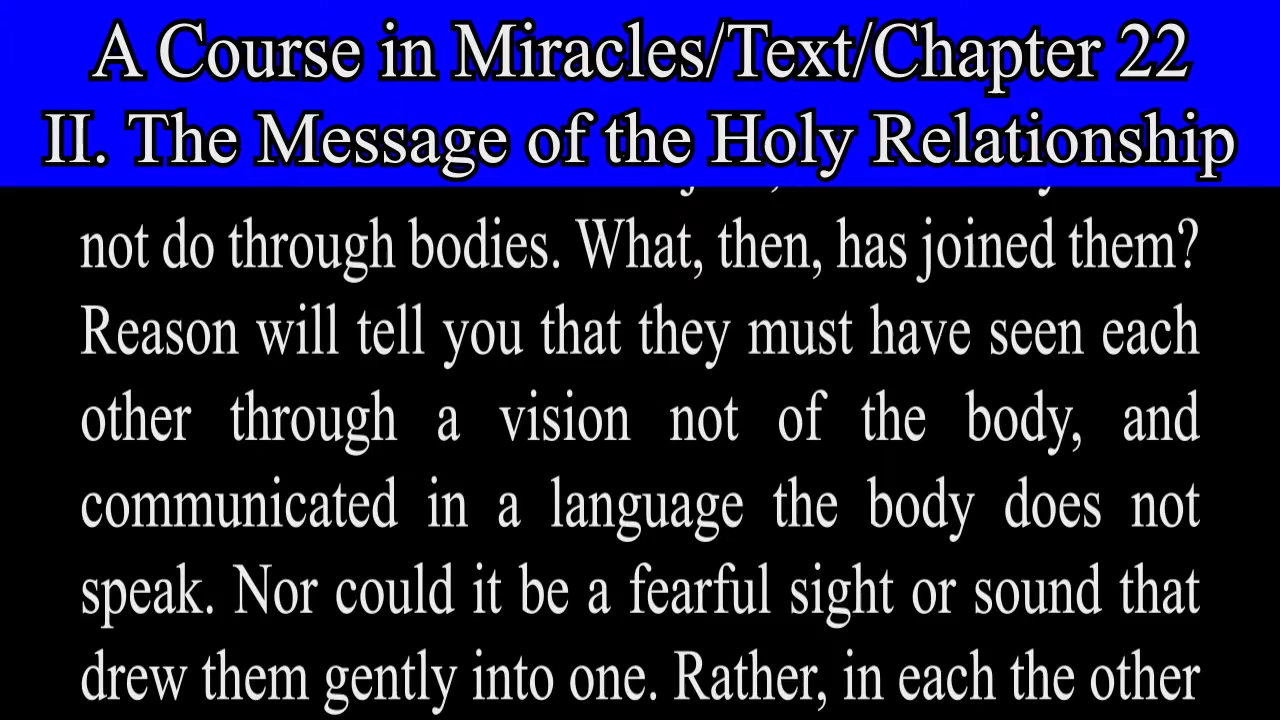 A Course in Miracles/Text/Chapter 22
II. The Message of the Holy Relationship
not do through bodies. What, then, has joined them?
Reason will tell you that they must have seen each
other through a vision not of the body, and
communicated in a language the body does not
speak. Nor could it be a fearful sight or sound that
drew them gently into one. Rather, in each the other